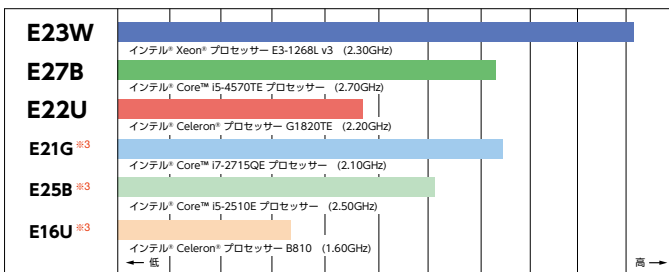 E23W
インテル® Xeon® プロセッサー E3-1268L v3 (2.30GHz)
E27B
インテル® Core™ i5-4570TE プロセッサー (2.70GHz)
E22U
インテル® Celeron® プロセッサー G1820TE (2.20GHz)
E21G ※3
インテル® Core™ i7-2715QE プロセッサー (2.10GHz)
E25B ※3
インテル® Core™ i5-2510E プロセッサー (2.50GHz)
E16U ※3
インテル® Celeron® プロセッサー B810 (1.60GHz)
← 低 高 →